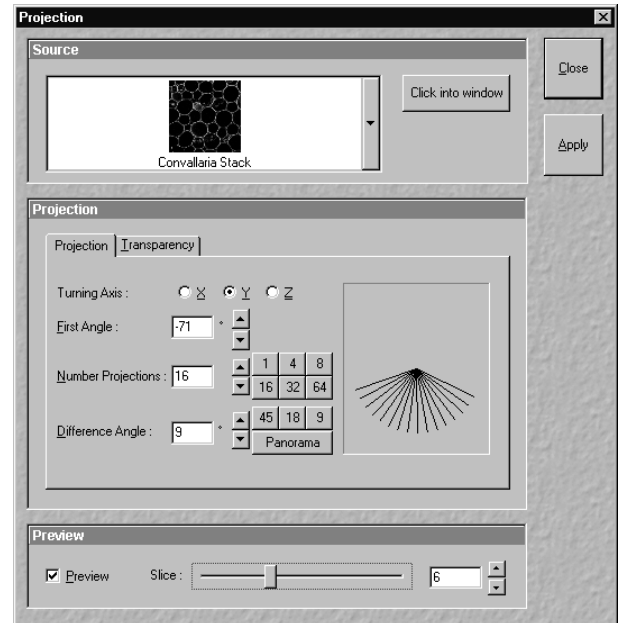 Projection
Source
Close
Click into window
Apply
Convallaria Stack
Projection
Projection Transparency
Turning Axis : X Y Z
First Angle : -71 °
Number Projections : 16 1 4 8
16 32 64
Difference Angle : 9 ° 45 18 9
Panorama
Preview
Preview Slice : 6